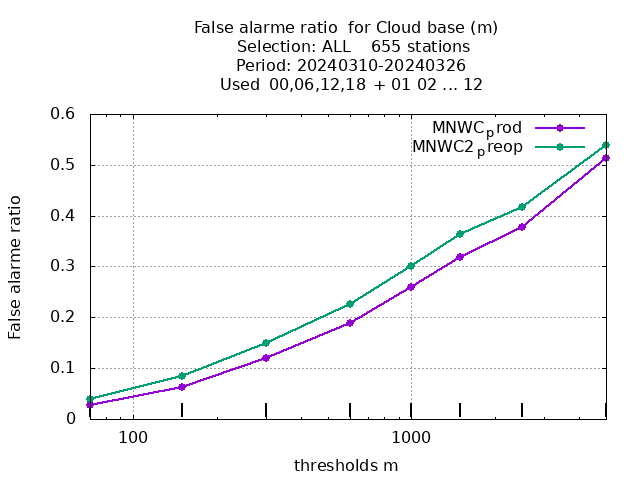 False alarme ratio  for Cloud base (m)
Selection: ALL    655 stations
Period: 20240310-20240326
Used  00,06,12,18  + 01 02 ... 12
MNWCprod
MNWC2preop
0.6
0.5
0.4
0.3
0.2
0.1
0
False alarme ratio
100
1000
thresholds m